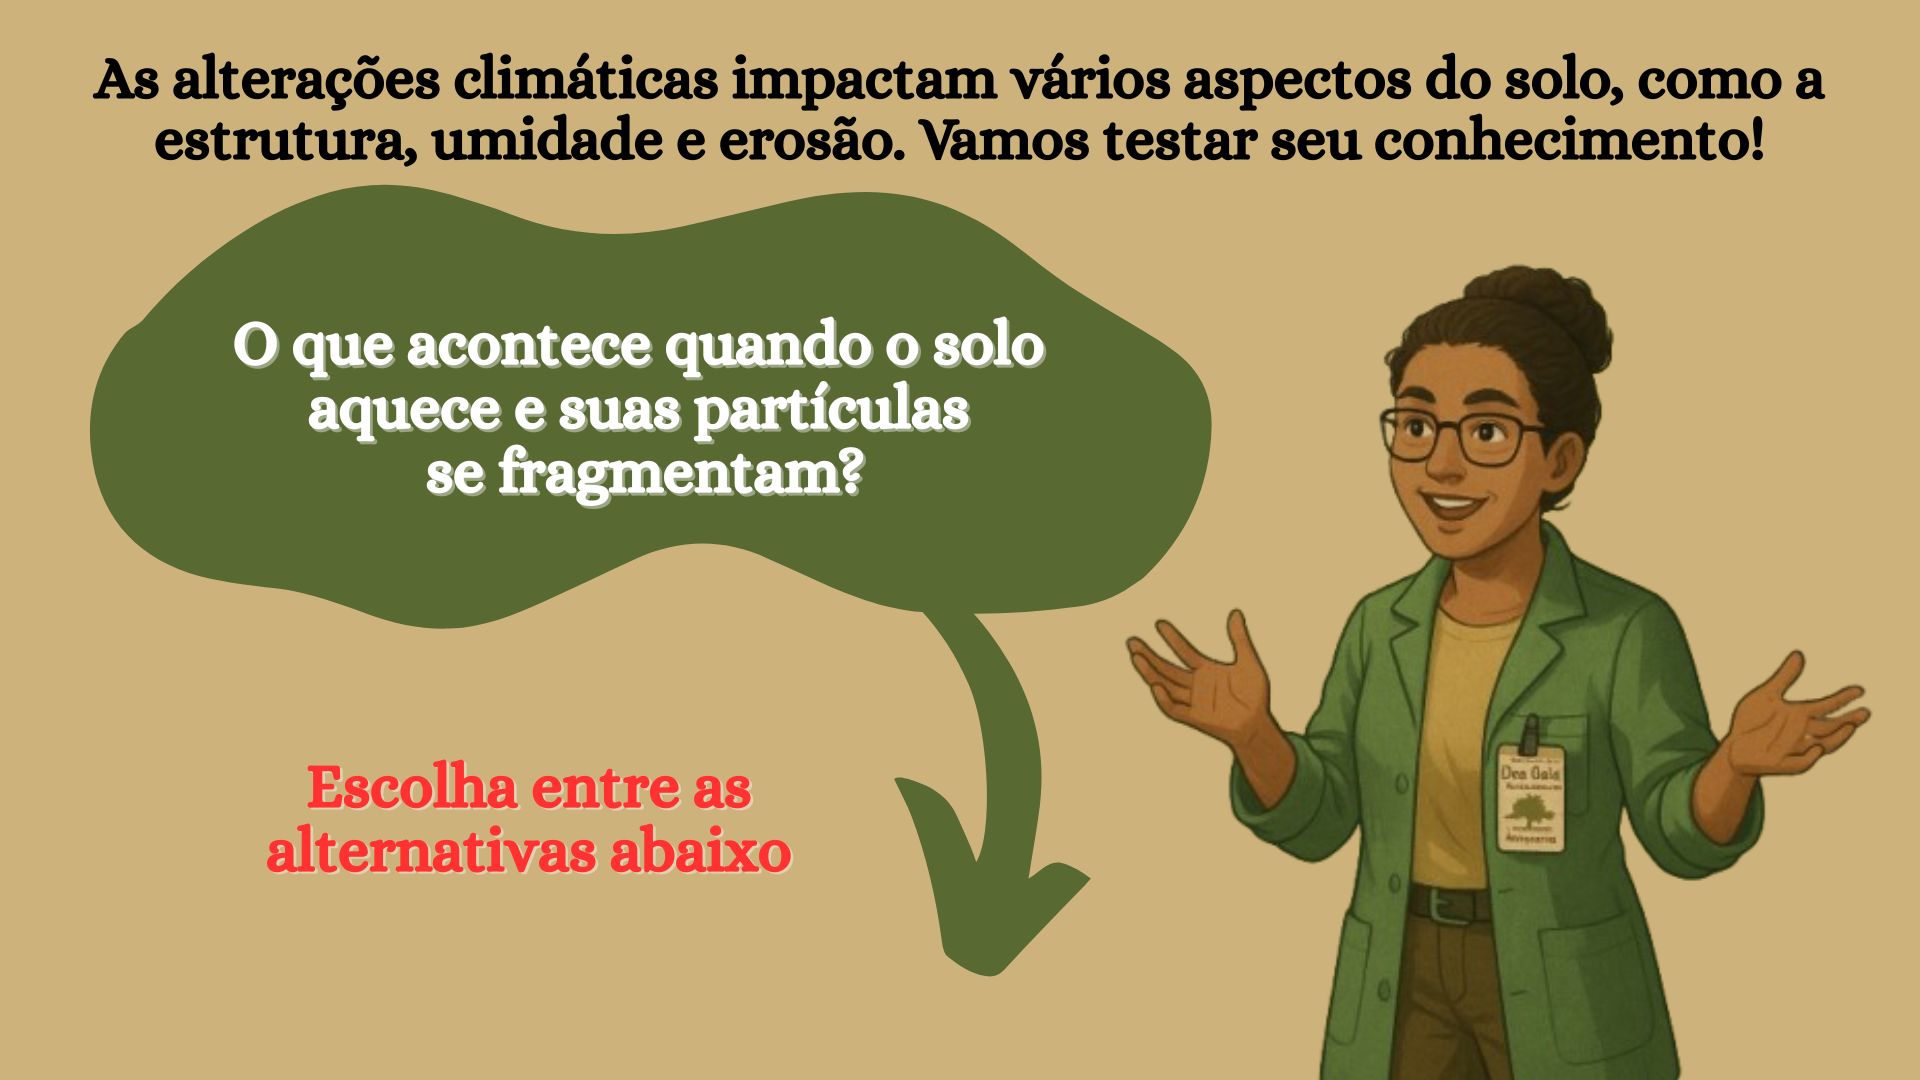 As alterações climáticas impactam vários aspectos do solo, como a
estrutura, umidade e erosão. Vamos testar seu conhecimento!
O que acontece quando o solo
aquece e suas partículas
se fragmentam?
Escolha entre as
alternativas abaixo
Dra Gaia